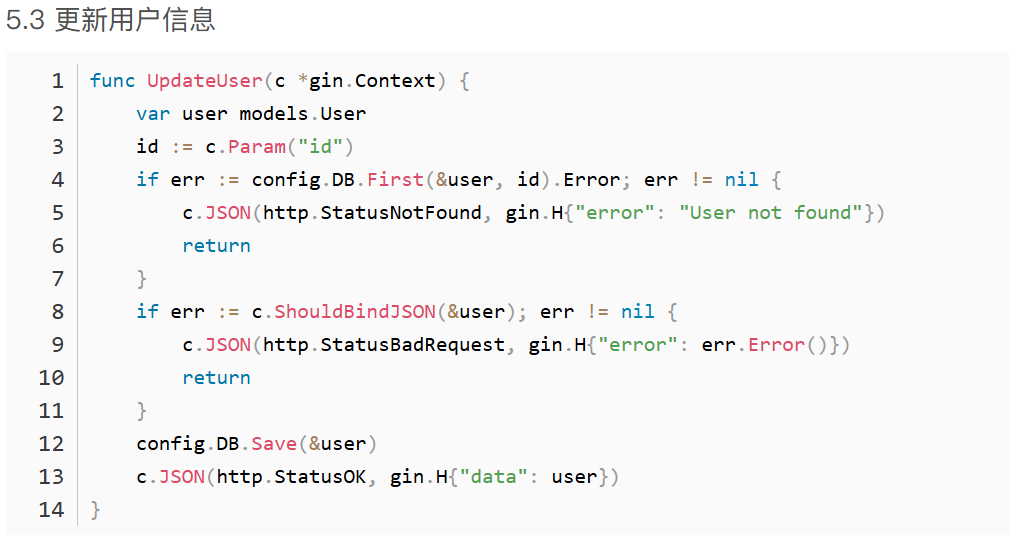 5.3 更新用户信息
1 func UpdateUser(c *gin.Context) {
2     var user models.User
3     id := c.Param("id")
4     if err := config.DB.First(&user, id).Error; err != nil {
5         c.JSON(http.StatusNotFound, gin.H{"error": "User not found"})
6         return
7     }
8     if err := c.ShouldBindJSON(&user); err != nil {
9         c.JSON(http.StatusBadRequest, gin.H{"error": err.Error()})
10         return
11     }
12     config.DB.Save(&user)
13     c.JSON(http.StatusOK, gin.H{"data": user})
14 }